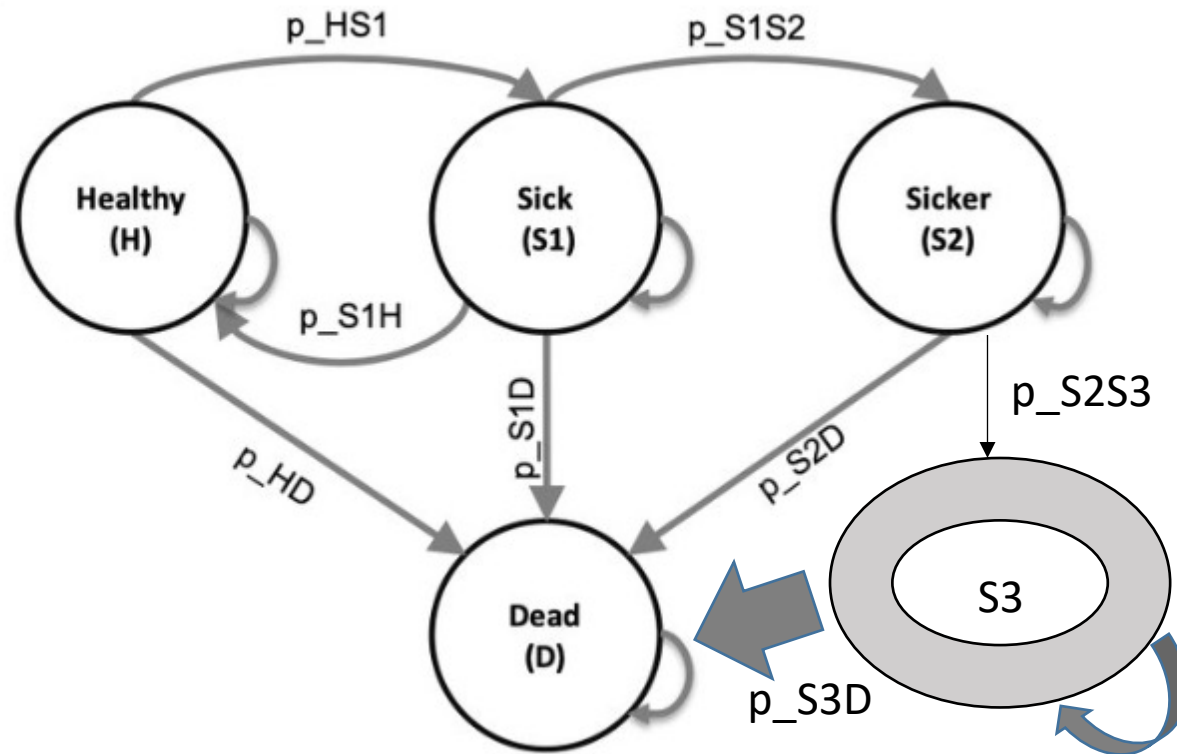 p_HS1
p_S1S2
Healthy
(H)
Sick
(S1)
Sicker
(S2)
p_S1H
p_HD
p_S1D
p_S2D
p_S2S3
S3
Dead
(D)
p_S3D